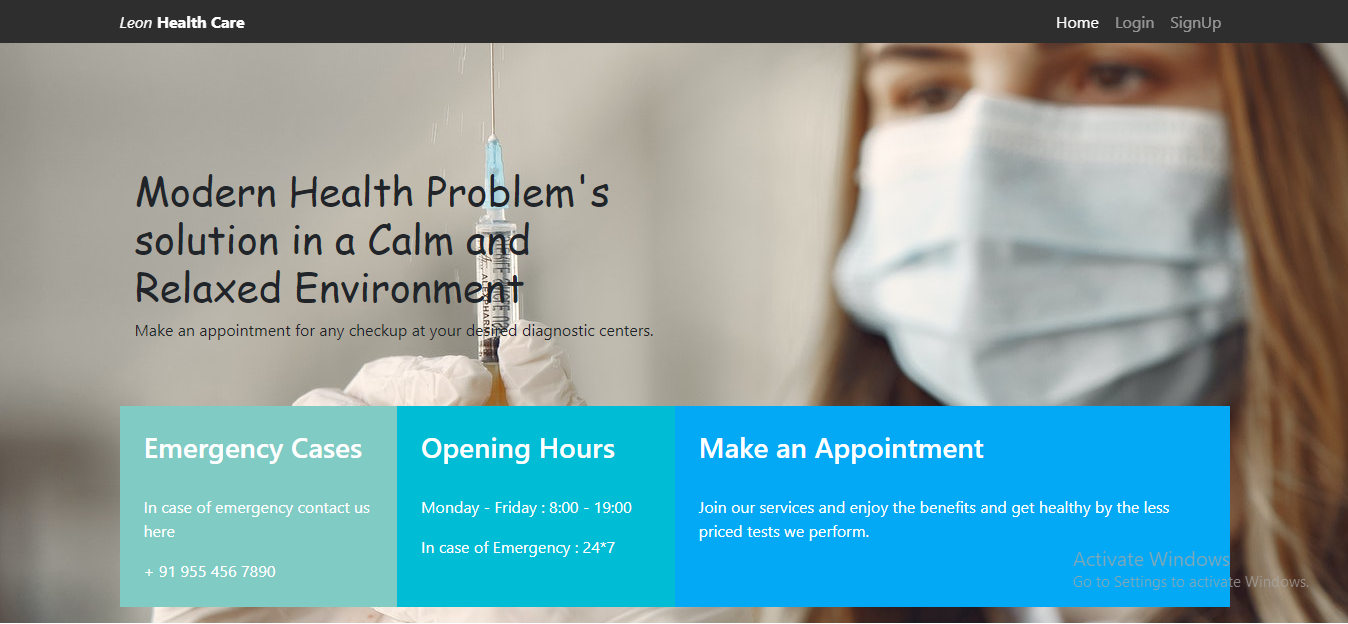 Leon Health Care
Home Login SignUp
Modern Health Problem's
solution in a Calm and
Relaxed Environment
Make an appointment for any checkup at your desired diagnostic centers.
Emergency Cases
In case of emergency contact us
here
+ 91 955 456 7890
Opening Hours
Monday - Friday : 8:00 - 19:00
In case of Emergency : 24*7
Make an Appointment
Join our services and enjoy the benefits and get healthy by the less
priced tests we perform.
Activate Windows
Go to Settings to activate Windows.